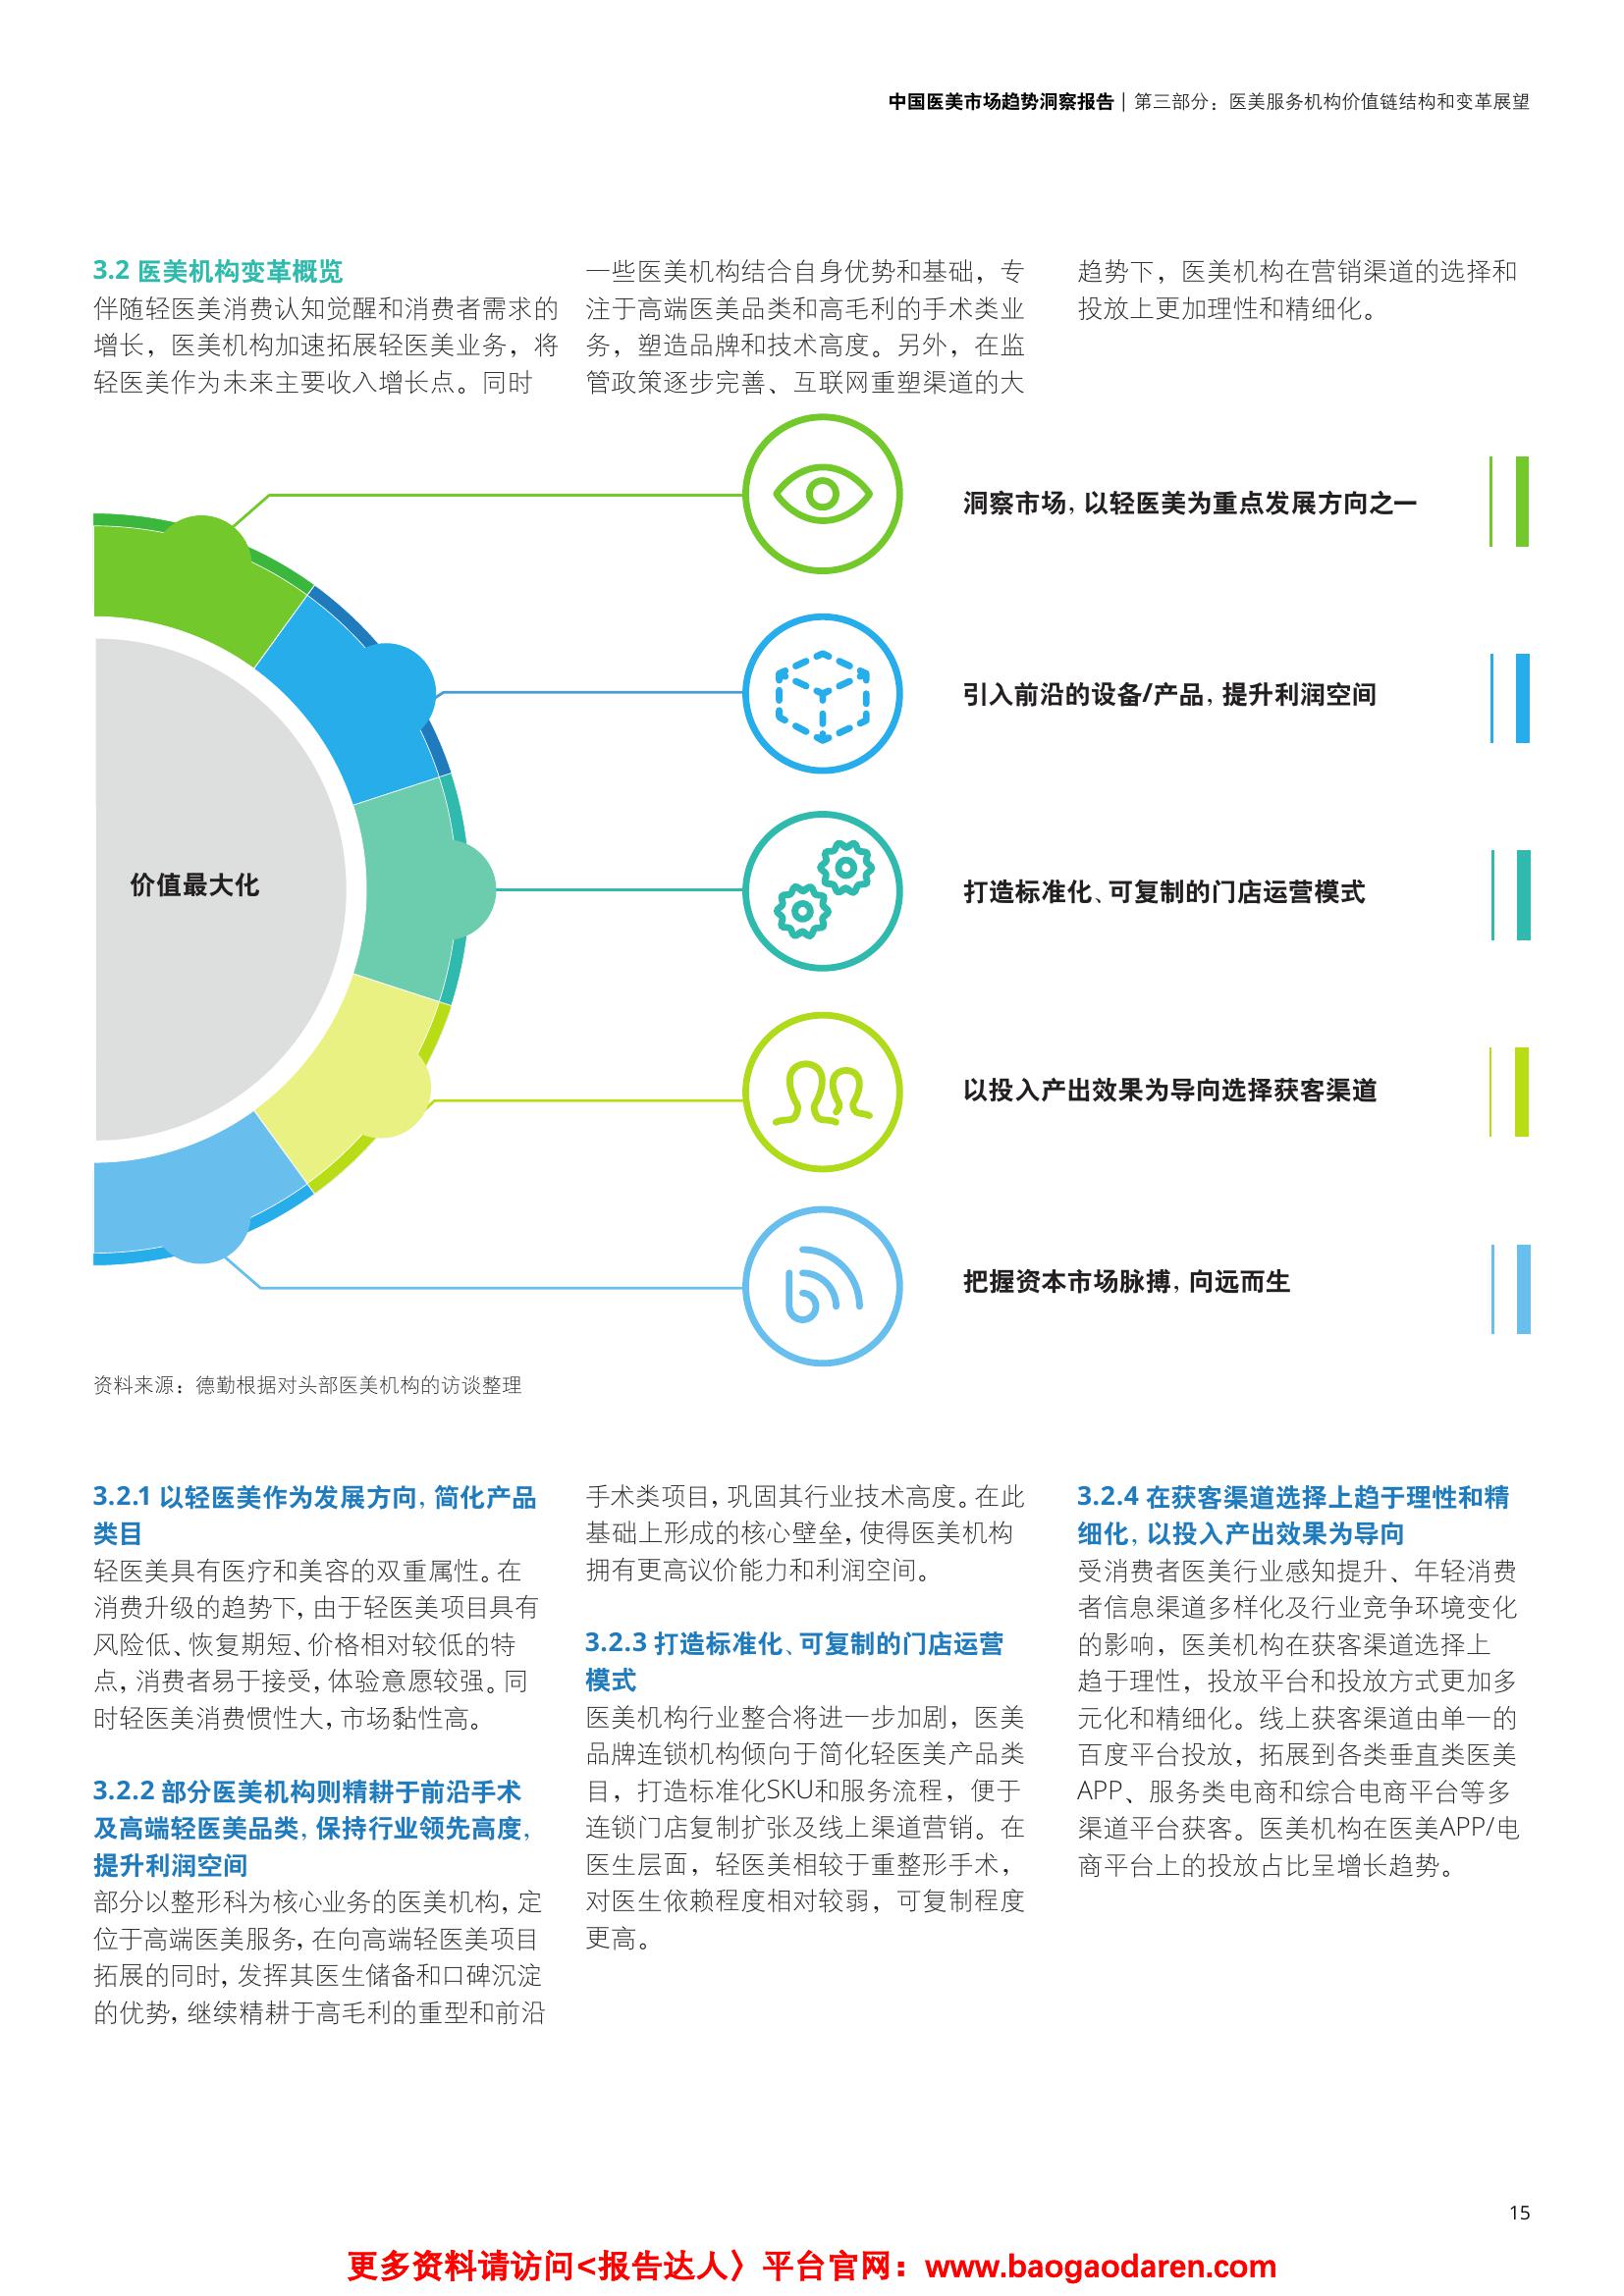 中国医美市场趋势洞察报告 | 第三部分：医美服务机构价值链结构和变革展望
3.2 医美机构变革概览
伴随轻医美消费认知觉醒和消费者需求的
增长，医美机构加速拓展轻医美业务，将
轻医美作为未来主要收入增长点。同时
一些医美机构结合自身优势和基础，专
注于高端医美品类和高毛利的手术类业
务，塑造品牌和技术高度。另外，在监
管政策逐步完善、互联网重塑渠道的大
趋势下，医美机构在营销渠道的选择和
投放上更加理性和精细化。
价值最大化
洞察市场，以轻医美为重点发展方向之一
引入前沿的设备/产品，提升利润空间
打造标准化、可复制的门店运营模式
以投入产出效果为导向选择获客渠道
把握资本市场脉搏，向远而生
资料来源：德勤根据对头部医美机构的访谈整理
3.2.1 以轻医美作为发展方向，简化产品
类目
轻医美具有医疗和美容的双重属性。在
消费升级的趋势下，由于轻医美项目具有
风险低、恢复期短、价格相对较低的特
点，消费者易于接受，体验意愿较强。同
时轻医美消费惯性大，市场黏性高。
3.2.2 部分医美机构则精耕于前沿手术
及高端轻医美品类，保持行业领先高度，
提升利润空间
部分以整形科为核心业务的医美机构，定
位于高端医美服务，在向高端轻医美项目
拓展的同时，发挥其医生储备和口碑沉淀
的优势，继续精耕于高毛利的重型和前沿
手术类项目，巩固其行业技术高度。在此
基础上形成的核心壁垒，使得医美机构
拥有更高议价能力和利润空间。
3.2.3 打造标准化、可复制的门店运营
模式
医美机构行业整合将进一步加剧，医美
品牌连锁机构倾向于简化轻医美产品类
目，打造标准化SKU和服务流程，便于
连锁门店复制扩张及线上渠道营销。在
医生层面，轻医美相较于重整形手术，
对医生依赖程度相对较弱，可复制程度
更高。
3.2.4 在获客渠道选择上趋于理性和精
细化，以投入产出效果为导向
受消费者医美行业感知提升、年轻消费
者信息渠道多样化及行业竞争环境变化
的影响，医美机构在获客渠道选择上
趋于理性，投放平台和投放方式更加多
元化和精细化。线上获客渠道由单一的
百度平台投放，拓展到各类垂直类医美
APP、服务类电商和综合电商平台等多
渠道平台获客。医美机构在医美APP/电
商平台上的投放占比呈增长趋势。
15
更多资料请访问<报告达人〉平台官网：www.baogaodaren.com